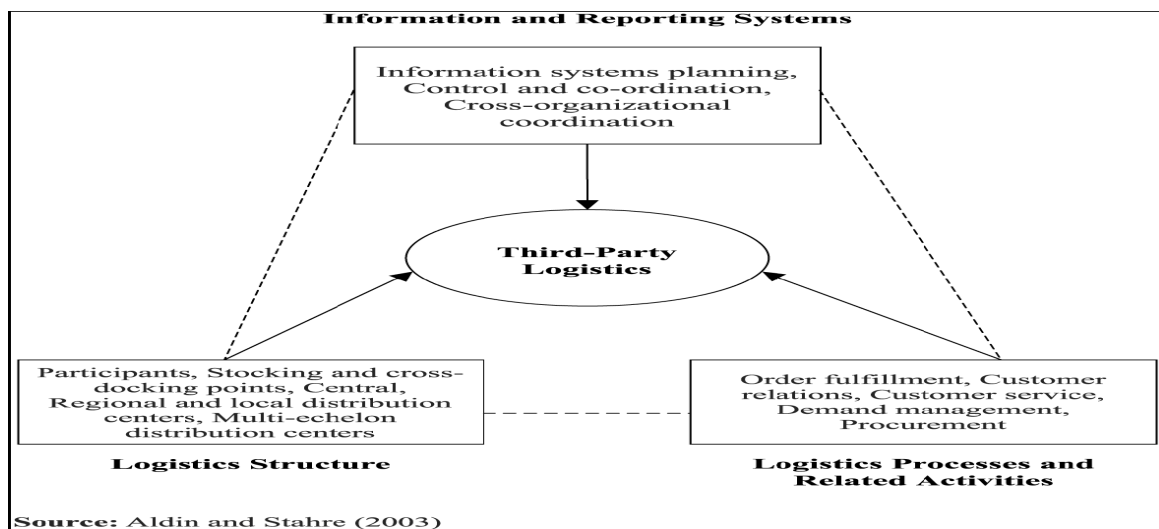 Information and Reporting Systems
Information systems planning,
Control and co-ordination,
Cross-organizational
coordination
Third-Party
Logistics
Participants, Stocking and cross-
docking points, Central,
Regional and local distribution
centers, Multi-echelon
distribution centers
Logistics Structure
Order fulfillment, Customer
relations, Customer service,
Demand management,
Procurement
Logistics Processes and
Related Activities
Source: Aldin and Stahre (2003)